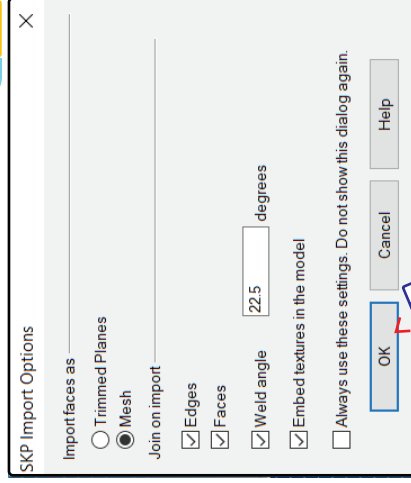 SKP Import Options
Import faces as
Trimmed Planes
Mesh
Join on import
Edges
Faces
Weld angle 22.5 degrees
Embed textures in the model
Always use these settings. Do not show this dialog again.
OK Cancel Help